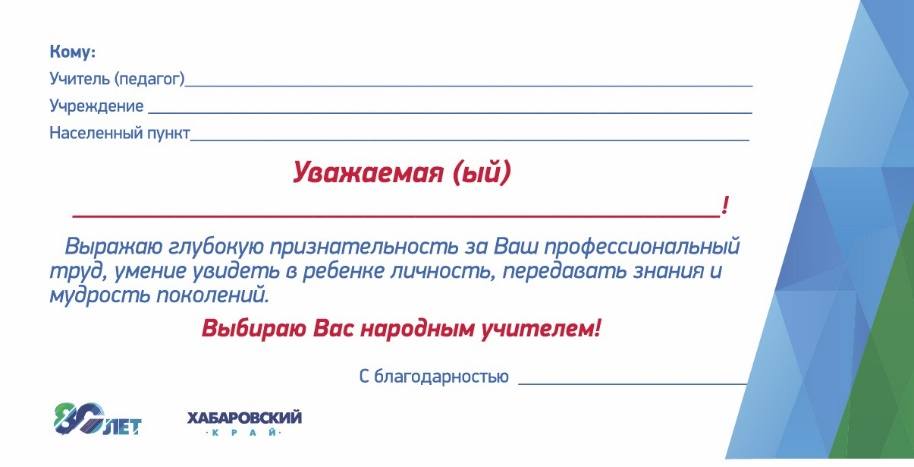 Кому:
Учитель (педагог)
Учреждение
Населенный пункт
Уважаемая (ый)
!
Выражаю глубокую признательность за Ваш профессиональный
труд, умение увидеть в ребенке личность, передавать знания и
мудрость поколений.
Выбираю Вас народным учителем!
С благодарностью
80 ЛЕТ
ХАБАРОВСКИЙ
КРАЙ